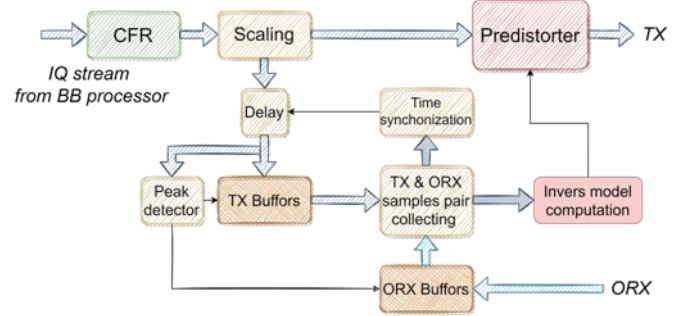 CFR
Scaling
Predistorter
TX
IQ stream
from BB processor
Delay
Time
synchonization
Peak
detector
TX Buffors
TX & ORX
samples pair
collecting
Invers model
computation
ORX Buffors
ORX